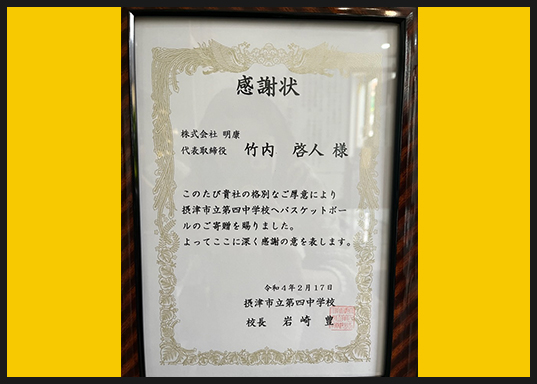 感謝状
株式会社 明康
代表取締役 竹内 啓人 様
このたび貴社の格別なご厚意により
摂津市立第四中学校へバスケットボー
ルのご寄贈を賜りました。
よってここに深く感謝の意を表します。
令和4年2月17日
摂津市立第四中学校
校長 岩崎 豊